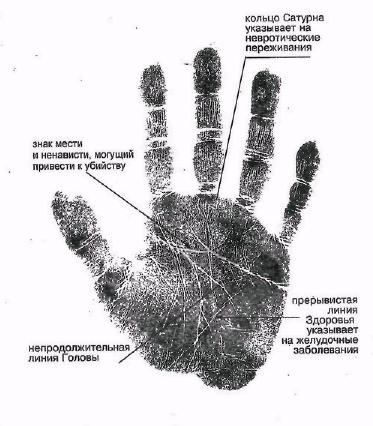 кольцо Сатурна
указывает на
невротические
переживания
знак мести
и ненависти, могущий
привести к убийству
прерывистая
линия
Здоровья
указывает
на желудочные
заболевания
непродолжительная
линия Головы